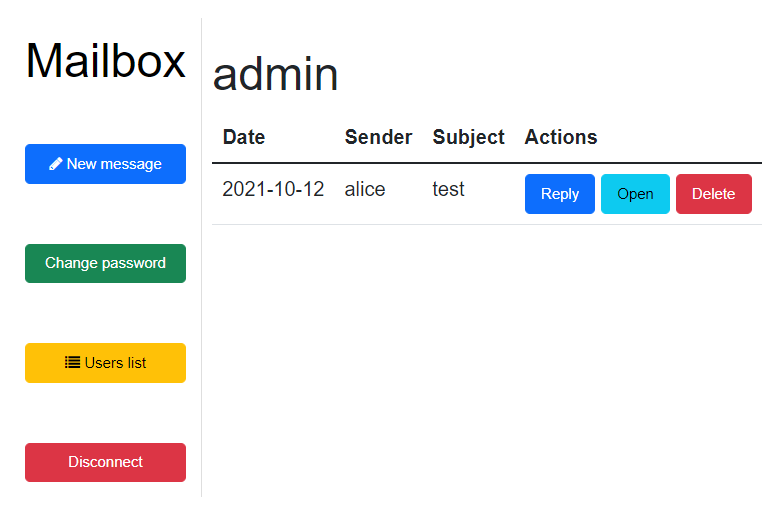 Mailbox
New message
Change password
Users list
Disconnect
admin
Date Sender Subject Actions
2021-10-12 alice test Reply Open Delete